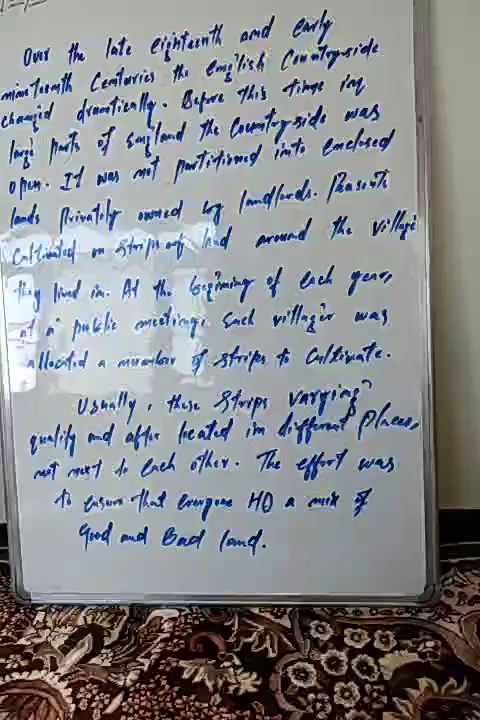 Over the late eighteenth and early
nineteenth Centuries the english Countryside
changed dramatically. Before this time in
large parts of England the Countryside was
open. It was not partitioned into enclosed
lands Privately owned by landlords. Peasants
Cultivated on strips of land around the village
they lived in. At the beginning of each year,
at a public meeting, Each villager was
allocated a number of strips to Cultivate.
Usually, these Strips varying
quality and often located in different Places,
not next to each other. The effort was
to ensure that everyone HD a mix of
Good and Bad land.